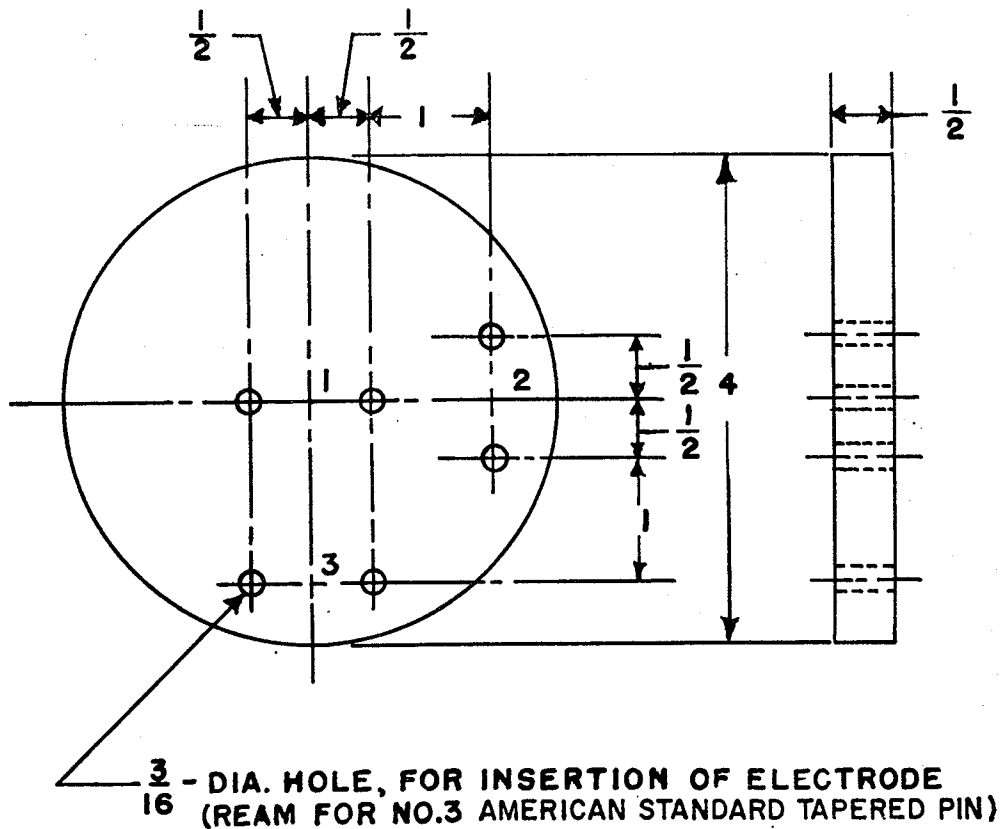 1/2 1/2
1 1/2
1/2
1 2 4
1/2
1
3
3/16 - DIA. HOLE, FOR INSERTION OF ELECTRODE
(REAM FOR NO.3 AMERICAN STANDARD TAPERED PIN)